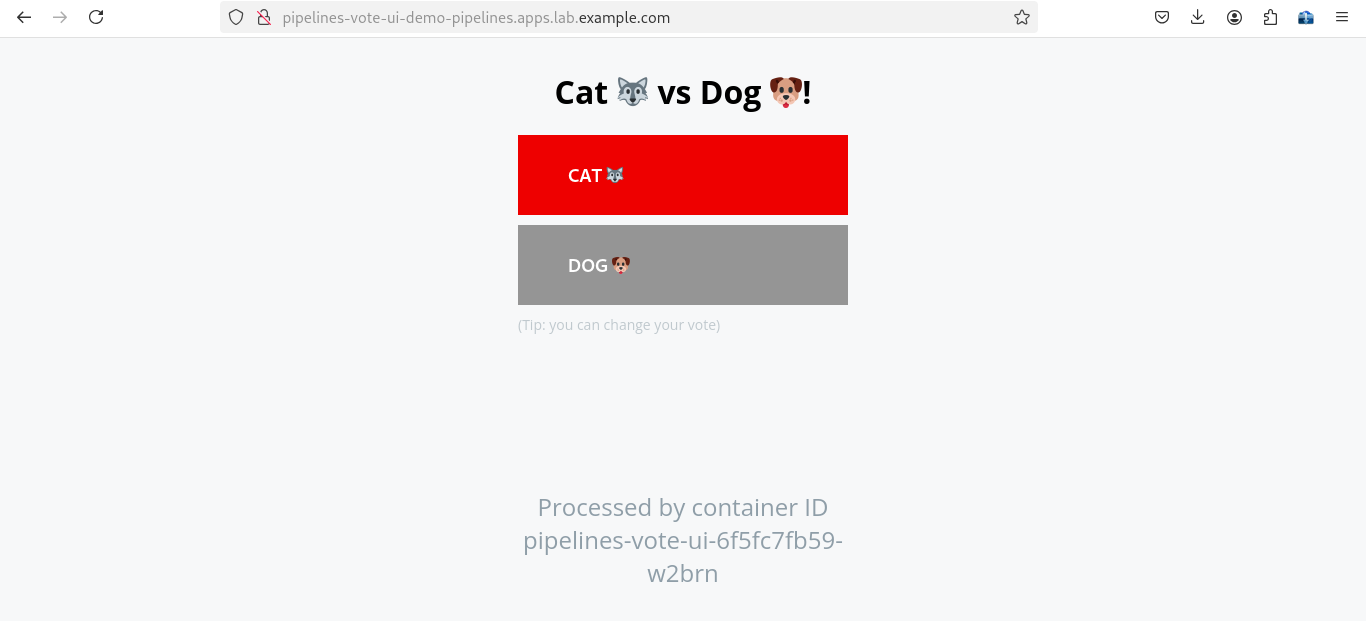 pipelines-vote-ui-demo-pipelines.apps.lab.example.com
Cat 🐺 vs Dog 🐶!
CAT 🐺
DOG 🐶
(Tip: you can change your vote)
Processed by container ID
pipelines-vote-ui-6f5fc7fb59-
w2brn